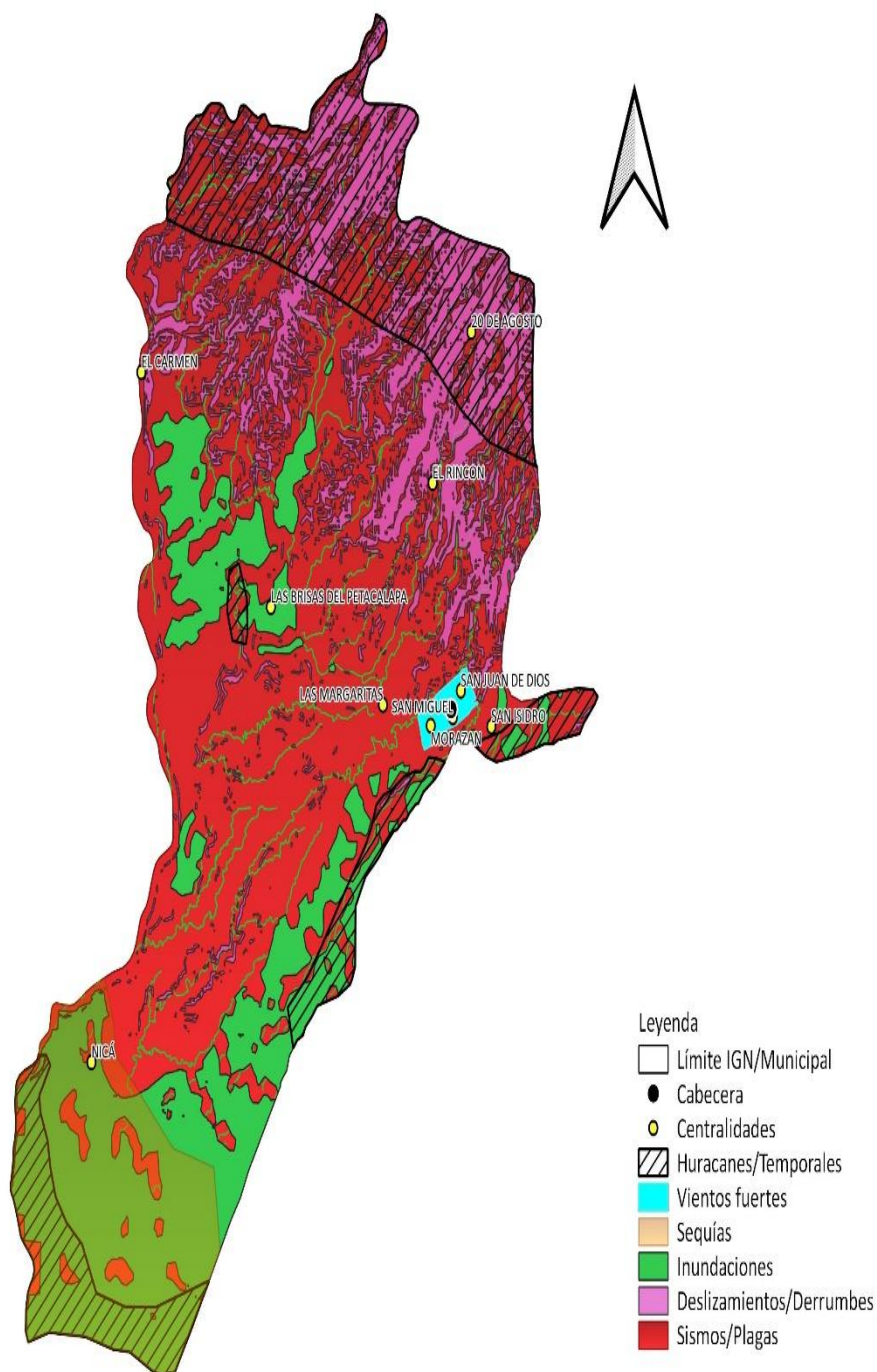 20 DE AGOSTO
EL CARMEN
EL RINCON
LAS BRISAS DEL PETACALAPA
SAN JUAN DE DIOS
LAS MARGARITAS
SAN MIGUEL
SAN ISIDRO
MORAZAN
NICÁ
Leyenda
Límite IGN/Municipal
Cabecera
Centralidades
Huracanes/Temporales
Vientos fuertes
Sequías
Inundaciones
Deslizamientos/Derrumbes
Sismos/Plagas